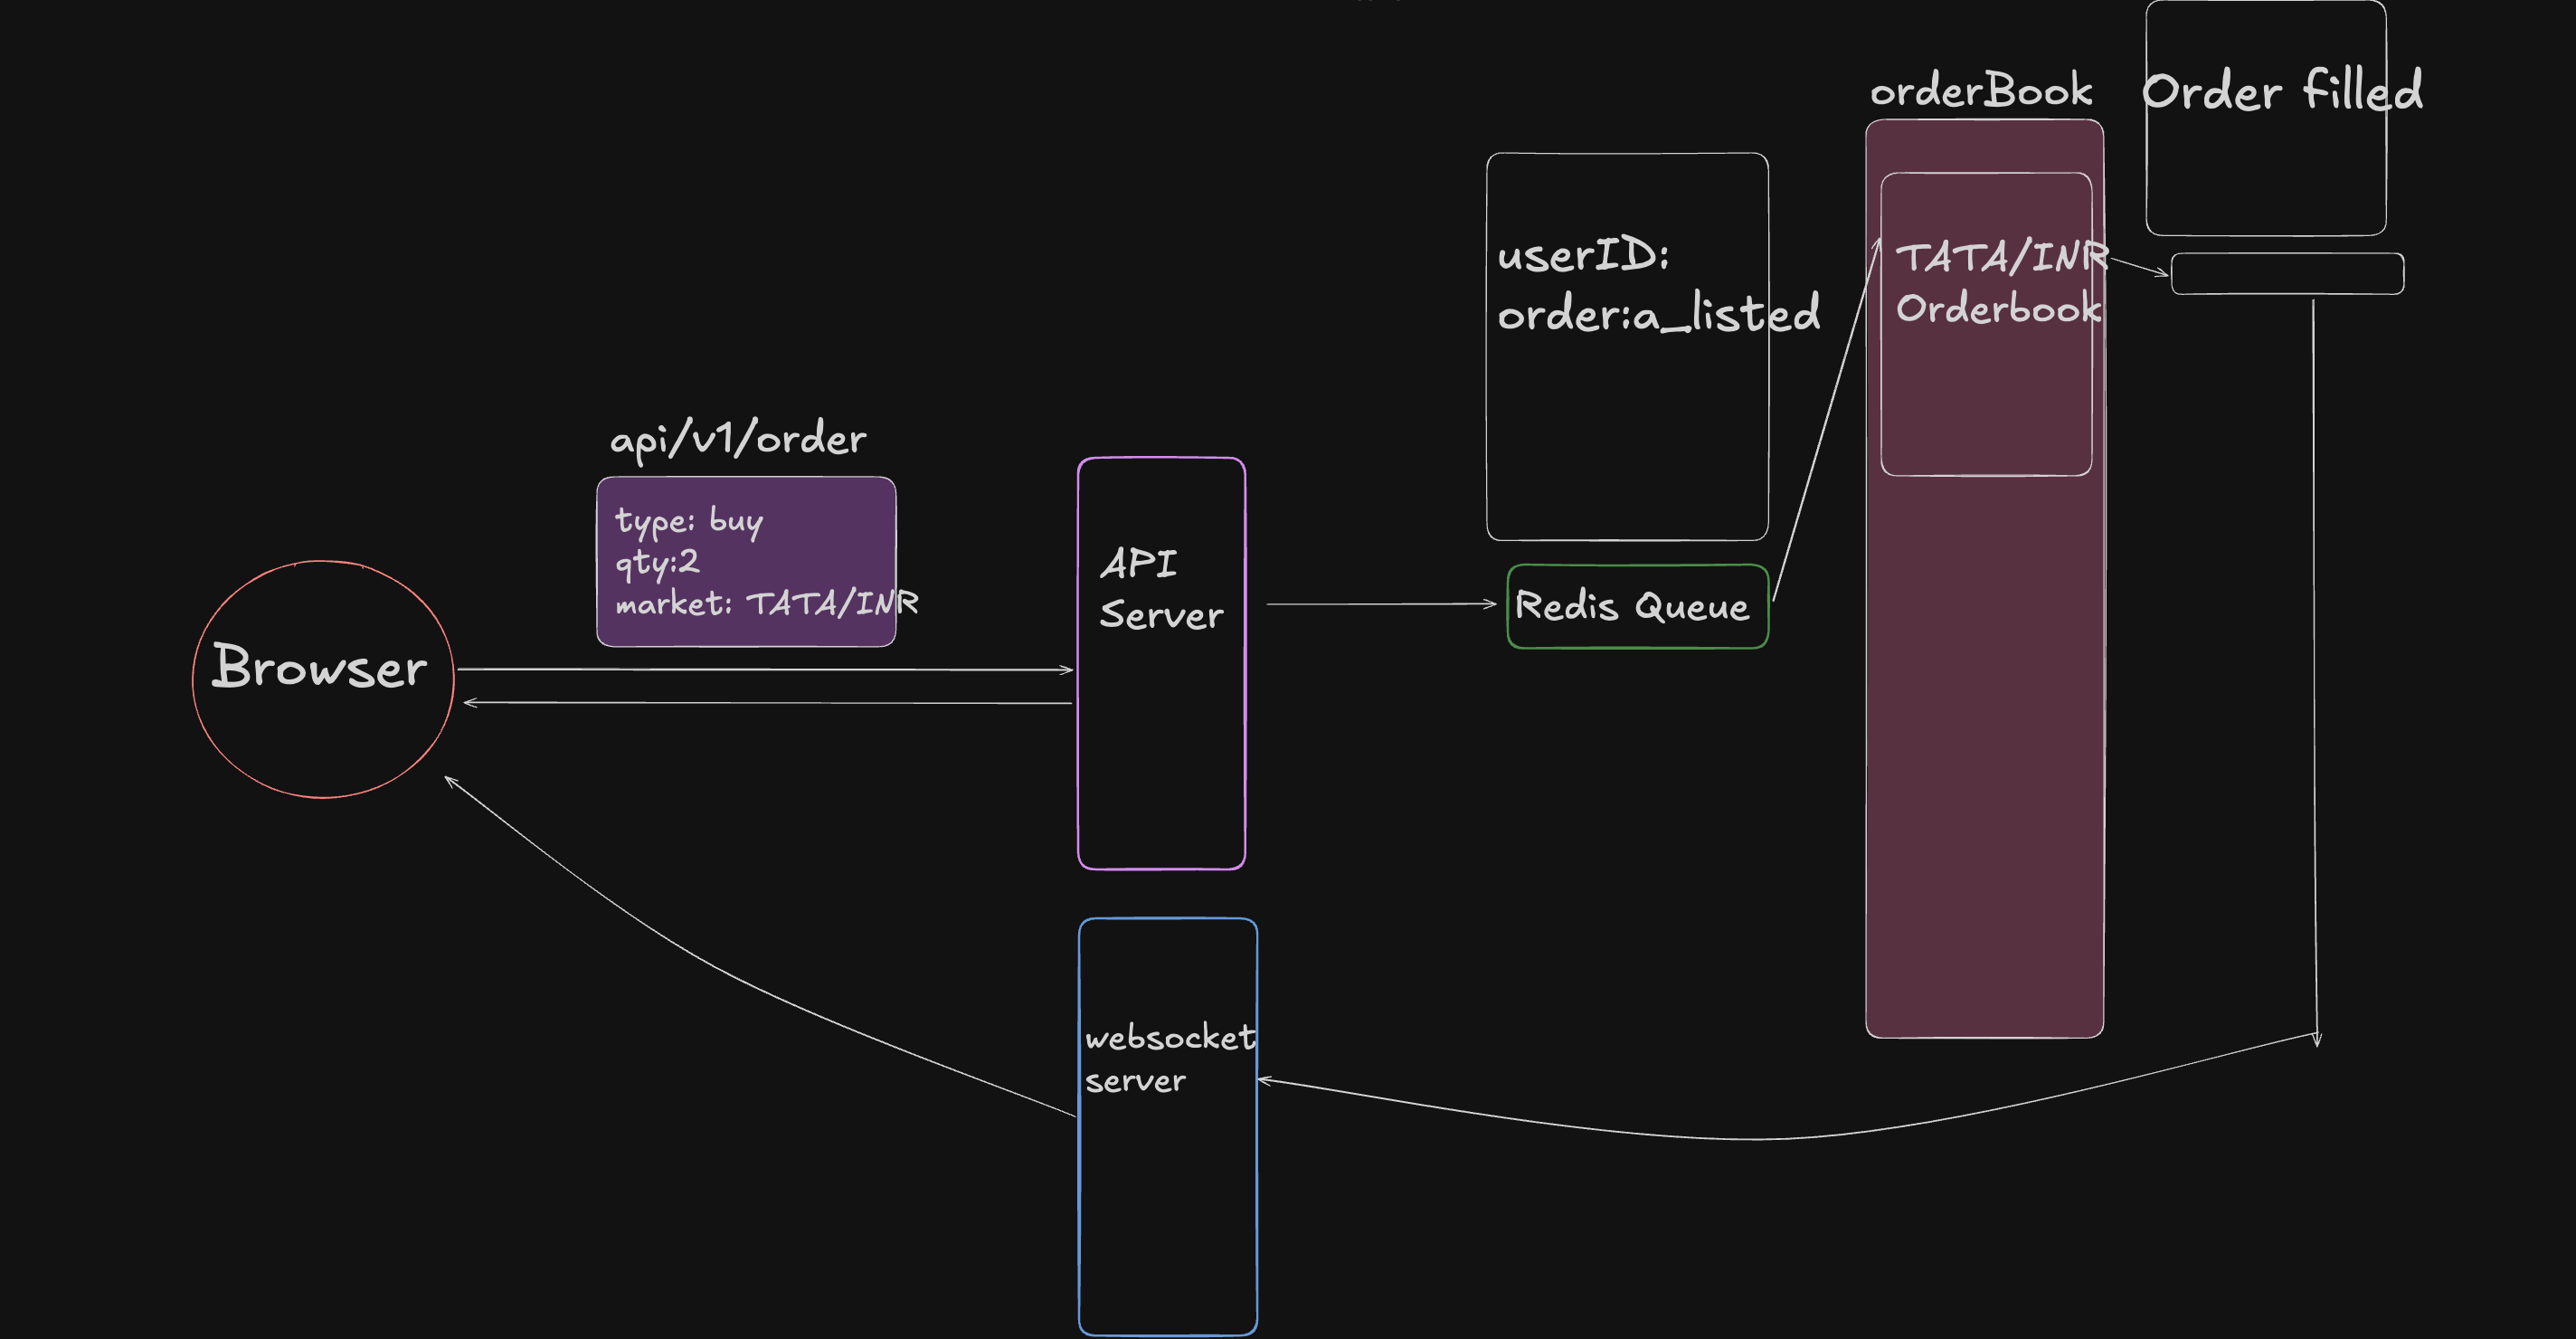 orderBook
Order filled
userID:
order:a_listed
TATA/INR
Orderbook
api/v1/order
type: buy
qty:2
market: TATA/INR
API
Server
Redis Queue
Browser
websocket
server